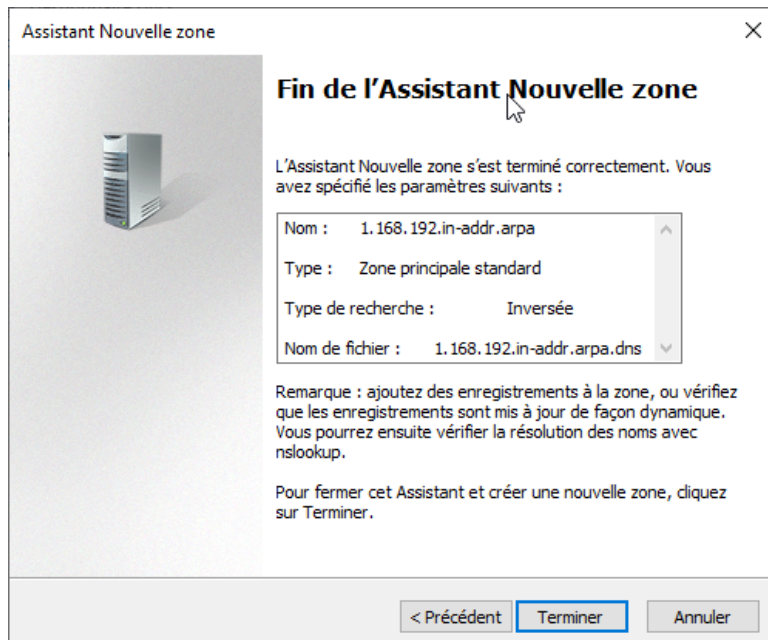 Assistant Nouvelle zone
Fin de l'Assistant Nouvelle zone
L'Assistant Nouvelle zone s'est terminé correctement. Vous
avez spécifié les paramètres suivants :
Nom : 1.168.192.in-addr.arpa
Type : Zone principale standard
Type de recherche : Inversée
Nom de fichier : 1.168.192.in-addr.arpa.dns
Remarque : ajoutez des enregistrements à la zone, ou vérifiez
que les enregistrements sont mis à jour de façon dynamique.
Vous pourrez ensuite vérifier la résolution des noms avec
nslookup.
Pour fermer cet Assistant et créer une nouvelle zone, cliquez
sur Terminer.
< Précédent Terminer Annuler